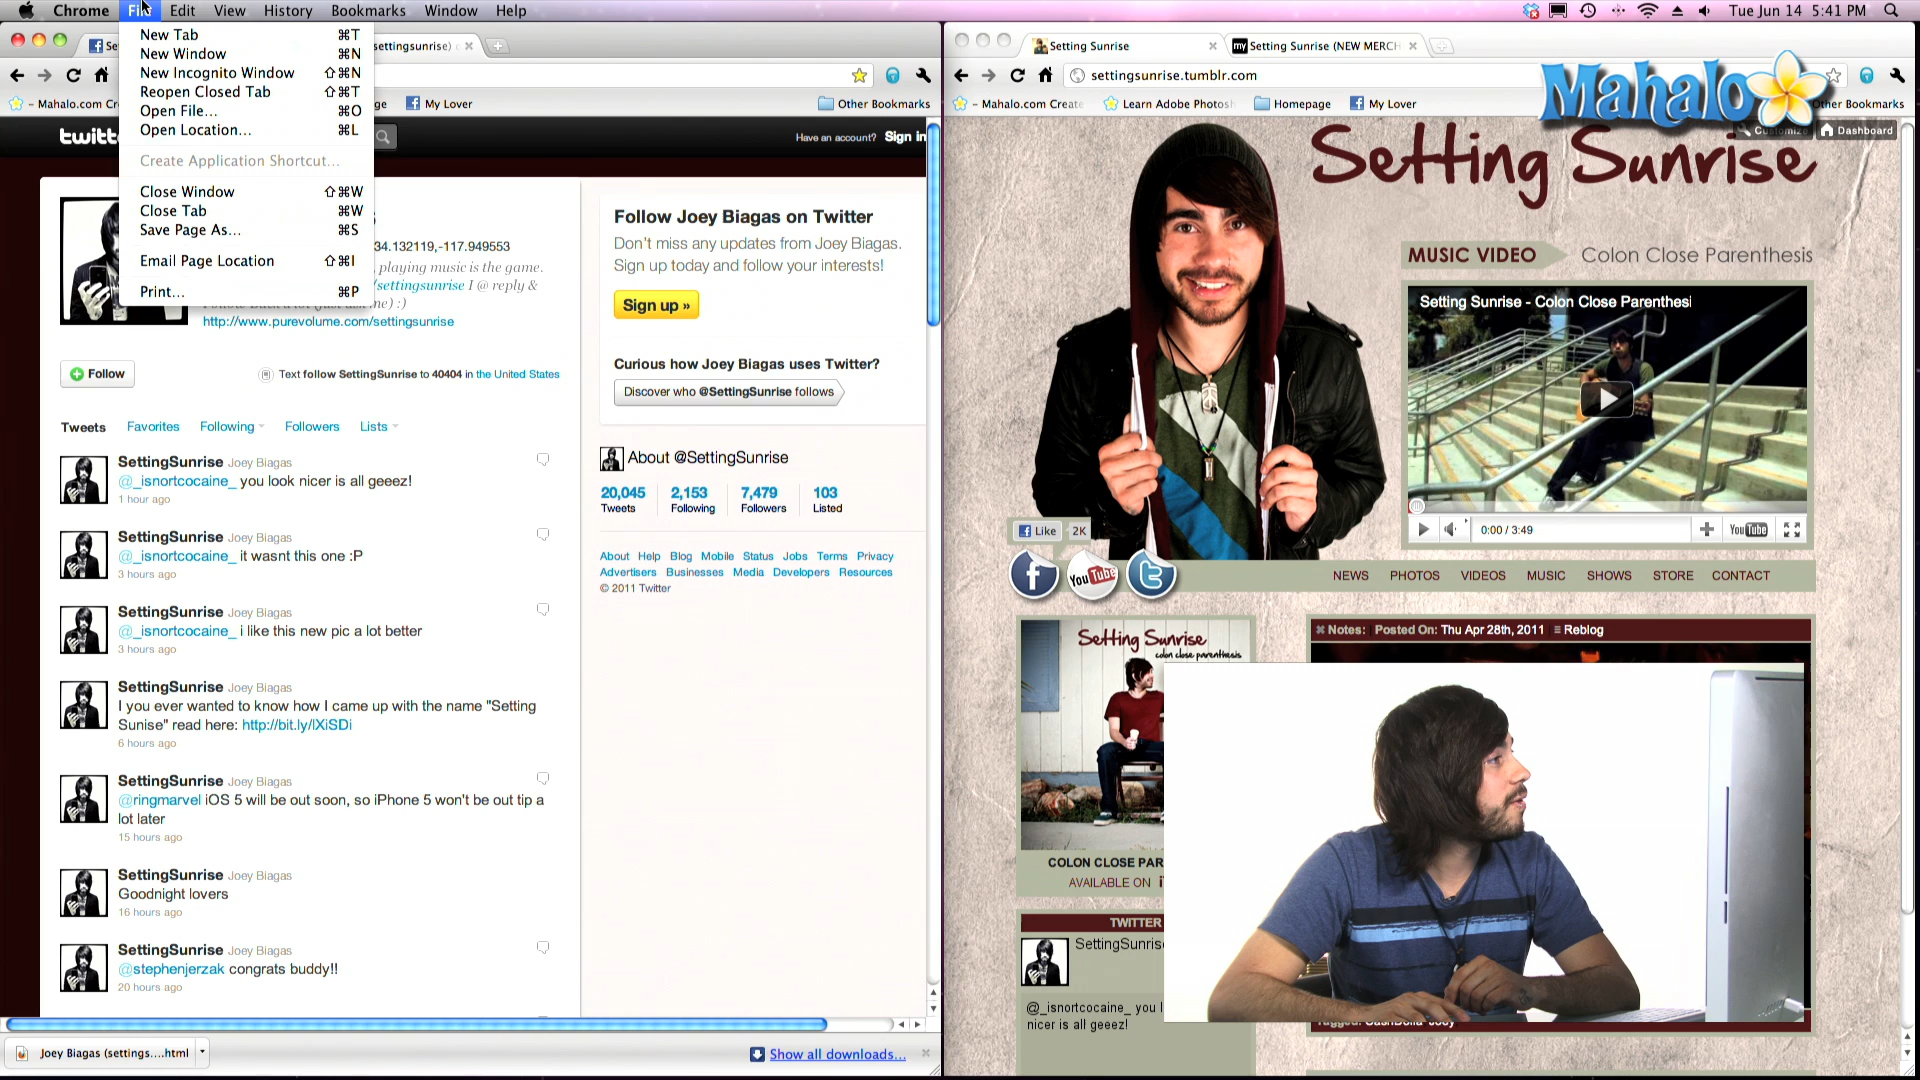 Chrome File Edit View History Bookmarks Window Help
Tue Jun 14 5:41 PM
New Tab ⌘T
New Window ⌘N
New Incognito Window ⇧⌘N
Reopen Closed Tab ⇧⌘T
Open File... ⌘O
Open Location... ⌘L
Create Application Shortcut...
Close Window ⇧⌘W
Close Tab ⌘W
Save Page As... ⌘S
Email Page Location ⇧⌘I
Print... ⌘P
settingsunrise)
- Mahalo.com
My Lover
Other Bookmarks
Have an account? Sign in
34.132119,-117.949553
, playing music is the game.
/settingsunrise I @ reply &
:)
http://www.purevolume.com/settingsunrise
Follow
Text follow SettingSunrise to 40404 in the United States
Tweets Favorites Following Followers Lists
SettingSunrise Joey Biagas
@_isnortcocaine_ you look nicer is all geeez!
1 hour ago
SettingSunrise Joey Biagas
@_isnortcocaine_ it wasnt this one :P
3 hours ago
SettingSunrise Joey Biagas
@_isnortcocaine_ i like this new pic a lot better
3 hours ago
SettingSunrise Joey Biagas
I you ever wanted to know how I came up with the name "Setting
Sunise" read here: http://bit.ly/lXiSDi
6 hours ago
SettingSunrise Joey Biagas
@ringmarvel iOS 5 will be out soon, so iPhone 5 won't be out tip a
lot later
15 hours ago
SettingSunrise Joey Biagas
Goodnight lovers
16 hours ago
SettingSunrise Joey Biagas
@stephenjerzak congrats buddy!!
20 hours ago
Follow Joey Biagas on Twitter
Don't miss any updates from Joey Biagas.
Sign up today and follow your interests!
Sign up »
Curious how Joey Biagas uses Twitter?
Discover who @SettingSunrise follows
About @SettingSunrise
20,045 2,153 7,479 103
Tweets Following Followers Listed
About Help Blog Mobile Status Jobs Terms Privacy
Advertisers Businesses Media Developers Resources
© 2011 Twitter
Joey Biagas (settings....html
Show all downloads...
Setting Sunrise
my Setting Sunrise (NEW MERCH
settingsunrise.tumblr.com
- Mahalo.com Create
Learn Adobe Photos
Homepage
My Lover
Other Bookmarks
Mahalo
Customize
Dashboard
Setting Sunrise
MUSIC VIDEO
Colon Close Parenthesis
Setting Sunrise - Colon Close Parenthesi
0:00 / 3:49
YouTube
Like 2K
YouTube
NEWS PHOTOS VIDEOS MUSIC SHOWS STORE CONTACT
Setting Sunrise
colon close parenthesis
Notes: Posted On: Thu Apr 28th, 2011 Reblog
COLON CLOSE PAR
AVAILABLE ON
TWITTER
SettingSunrise
@_isnortcocaine_ you l
nicer is all geeez!